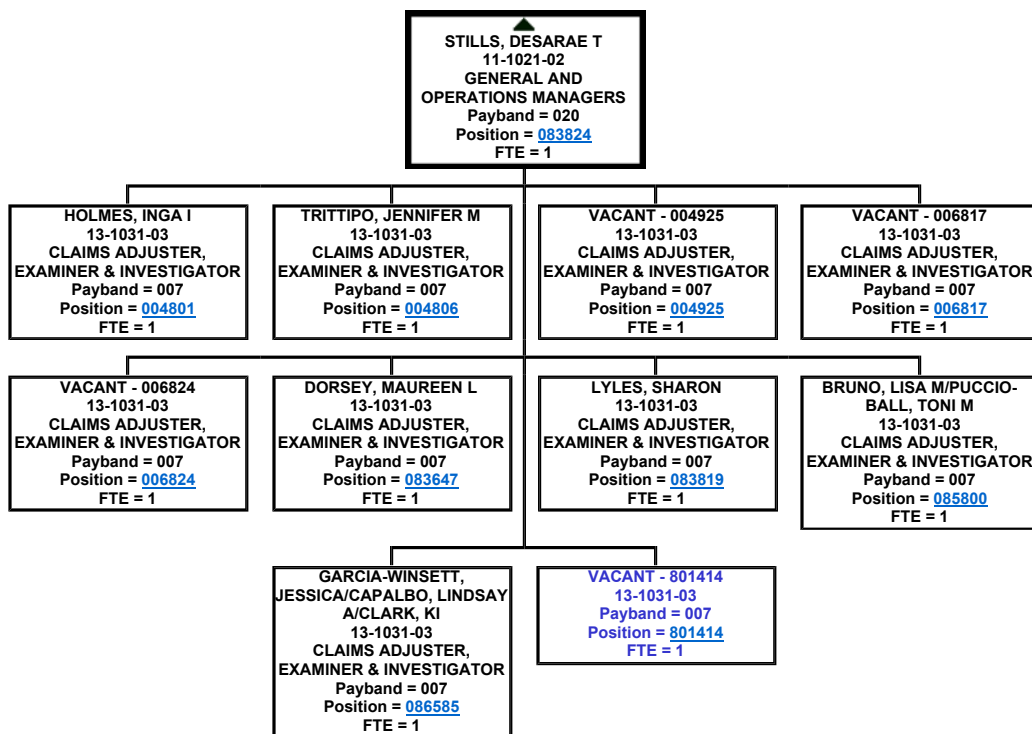 STILLS, DESARAE T
11-1021-02
GENERAL AND
OPERATIONS MANAGERS
Payband = 020
Position = 083824
FTE = 1
HOLMES, INGA I
13-1031-03
CLAIMS ADJUSTER,
EXAMINER & INVESTIGATOR
Payband = 007
Position = 004801
FTE = 1
TRITTIPO, JENNIFER M
13-1031-03
CLAIMS ADJUSTER,
EXAMINER & INVESTIGATOR
Payband = 007
Position = 004806
FTE = 1
VACANT - 004925
13-1031-03
CLAIMS ADJUSTER,
EXAMINER & INVESTIGATOR
Payband = 007
Position = 004925
FTE = 1
VACANT - 006817
13-1031-03
CLAIMS ADJUSTER,
EXAMINER & INVESTIGATOR
Payband = 007
Position = 006817
FTE = 1
VACANT - 006824
13-1031-03
CLAIMS ADJUSTER,
EXAMINER & INVESTIGATOR
Payband = 007
Position = 006824
FTE = 1
DORSEY, MAUREEN L
13-1031-03
CLAIMS ADJUSTER,
EXAMINER & INVESTIGATOR
Payband = 007
Position = 083647
FTE = 1
LYLES, SHARON
13-1031-03
CLAIMS ADJUSTER,
EXAMINER & INVESTIGATOR
Payband = 007
Position = 083819
FTE = 1
BRUNO, LISA M/PUCCIO-
BALL, TONI M
13-1031-03
CLAIMS ADJUSTER,
EXAMINER & INVESTIGATOR
Payband = 007
Position = 085800
FTE = 1
GARCIA-WINSETT,
JESSICA/CAPALBO, LINDSAY
A/CLARK, KI
13-1031-03
CLAIMS ADJUSTER,
EXAMINER & INVESTIGATOR
Payband = 007
Position = 086585
FTE = 1
VACANT - 801414
13-1031-03
Payband = 007
Position = 801414
FTE = 1